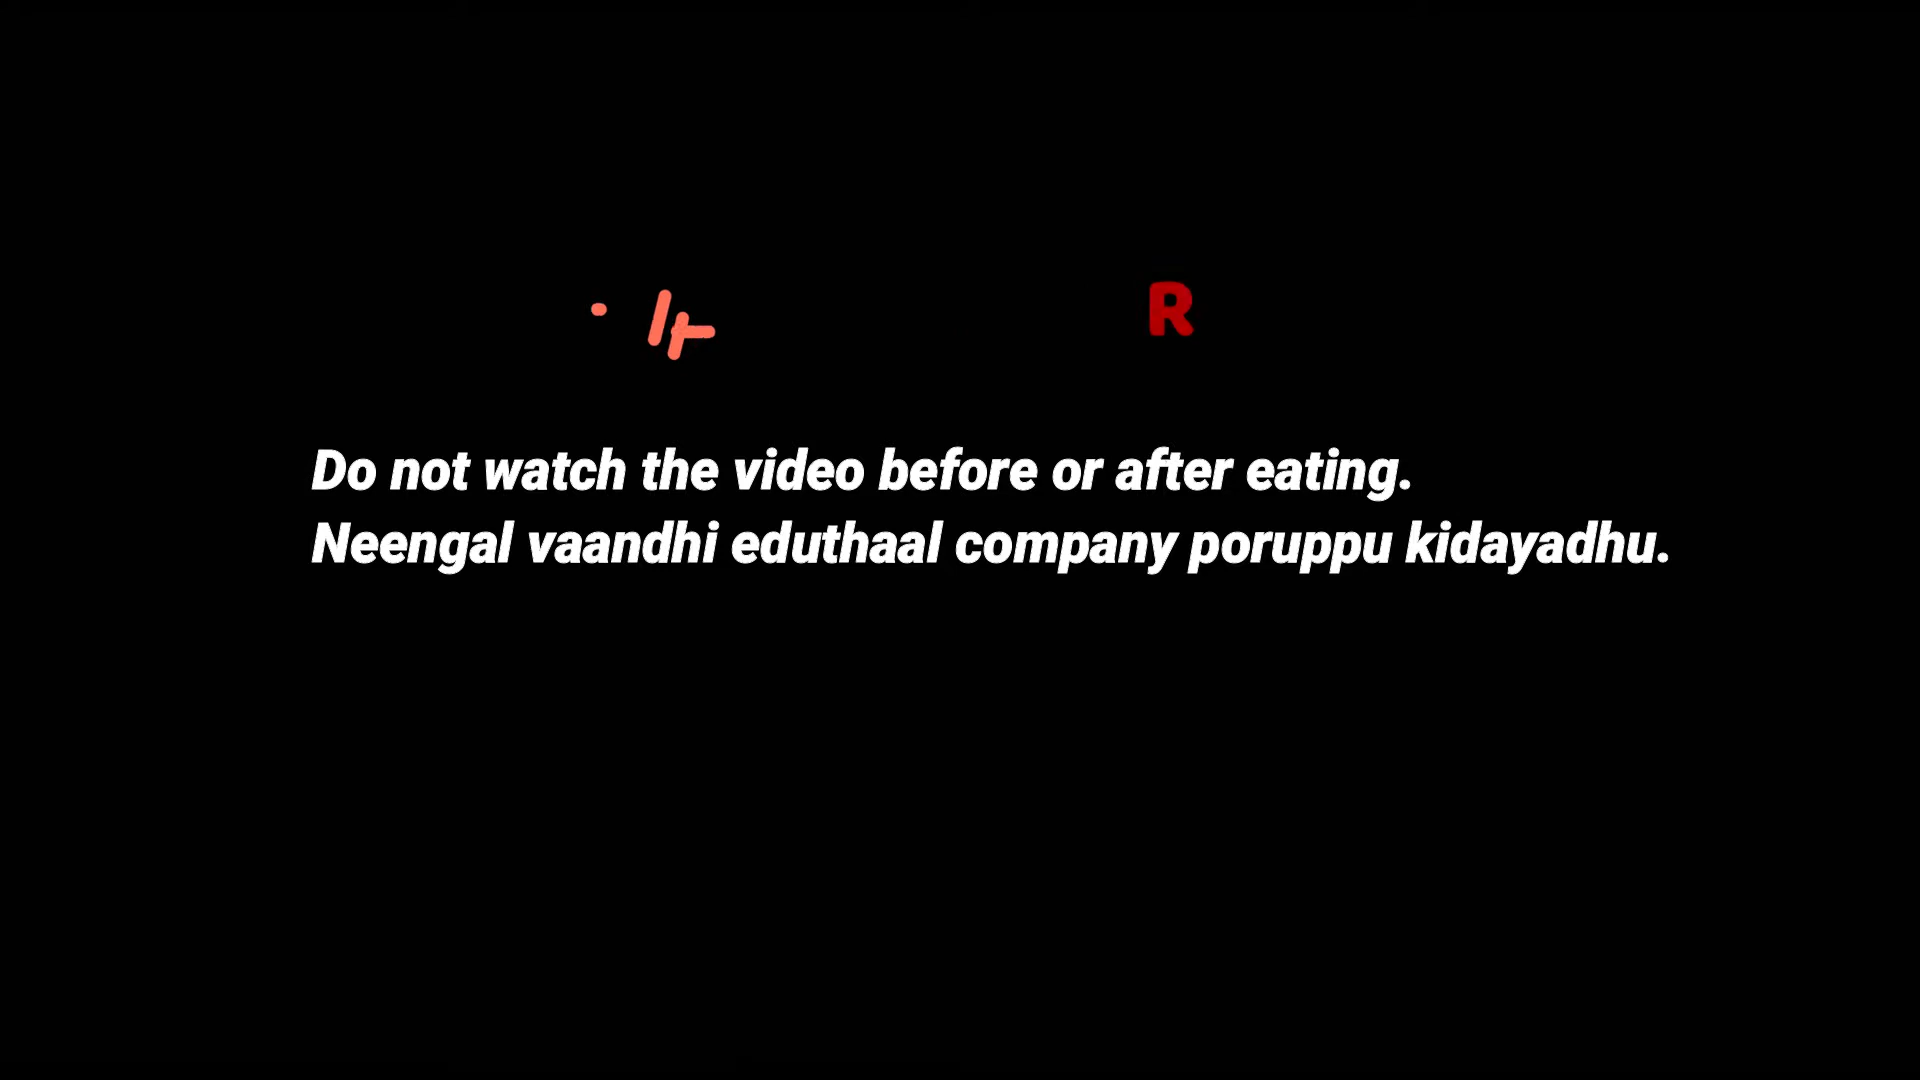 R
Do not watch the video before or after eating.
Neengal vaandhi eduthaal company poruppu kidayadhu.